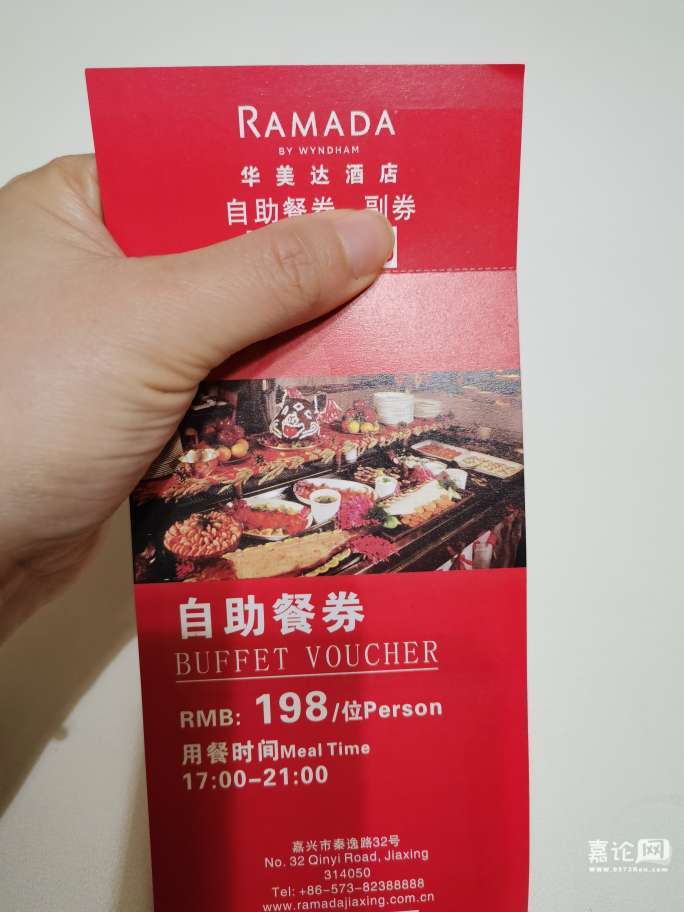 RAMADA
BY WYNDHAM
华美达酒店
自助餐券 副券
自助餐券
BUFFET VOUCHER
RMB: 198/位Person
用餐时间Meal Time
17:00-21:00
嘉兴市秦逸路32号
No. 32 Qinyi Road, Jiaxing
314050
Tel: +86-573-82388888
www.ramadajiaxing.com.cn
嘉论网
www.0573Ren.com